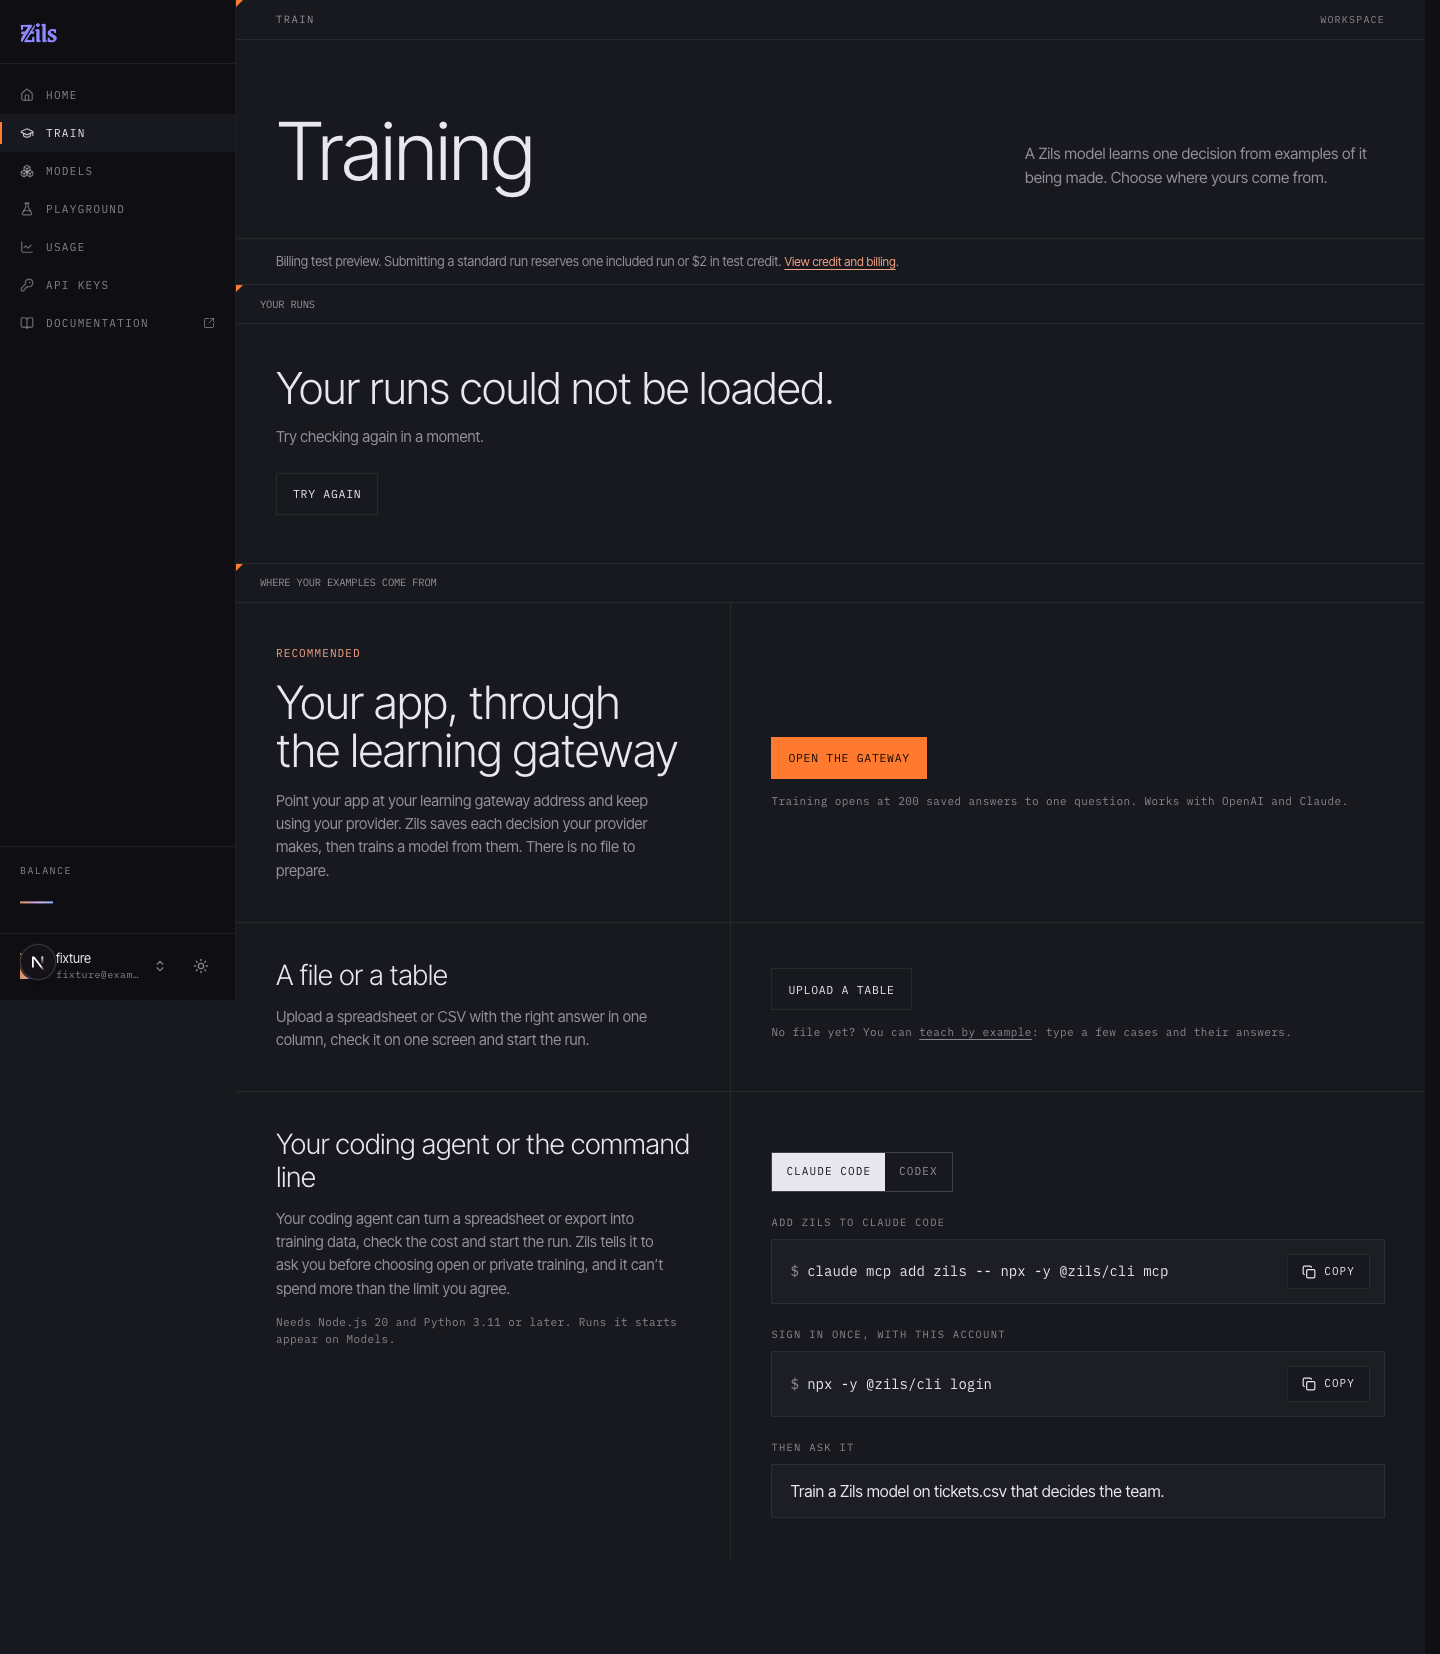 Zils
HOME
TRAIN
MODELS
PLAYGROUND
USAGE
API KEYS
DOCUMENTATION
BALANCE
N
fixture
fixture@exam…
TRAIN
WORKSPACE
Training
A Zils model learns one decision from examples of it
being made. Choose where yours come from.
Billing test preview. Submitting a standard run reserves one included run or $2 in test credit. View credit and billing.
YOUR RUNS
Your runs could not be loaded.
Try checking again in a moment.
TRY AGAIN
WHERE YOUR EXAMPLES COME FROM
RECOMMENDED
Your app, through
the learning gateway
Point your app at your learning gateway address and keep
using your provider. Zils saves each decision your provider
makes, then trains a model from them. There is no file to
prepare.
OPEN THE GATEWAY
Training opens at 200 saved answers to one question. Works with OpenAI and Claude.
A file or a table
Upload a spreadsheet or CSV with the right answer in one
column, check it on one screen and start the run.
UPLOAD A TABLE
No file yet? You can teach by example: type a few cases and their answers.
Your coding agent or the command
line
Your coding agent can turn a spreadsheet or export into
training data, check the cost and start the run. Zils tells it to
ask you before choosing open or private training, and it can’t
spend more than the limit you agree.
Needs Node.js 20 and Python 3.11 or later. Runs it starts
appear on Models.
CLAUDE CODE
CODEX
ADD ZILS TO CLAUDE CODE
$ claude mcp add zils -- npx -y @zils/cli mcp
COPY
SIGN IN ONCE, WITH THIS ACCOUNT
$ npx -y @zils/cli login
COPY
THEN ASK IT
Train a Zils model on tickets.csv that decides the team.